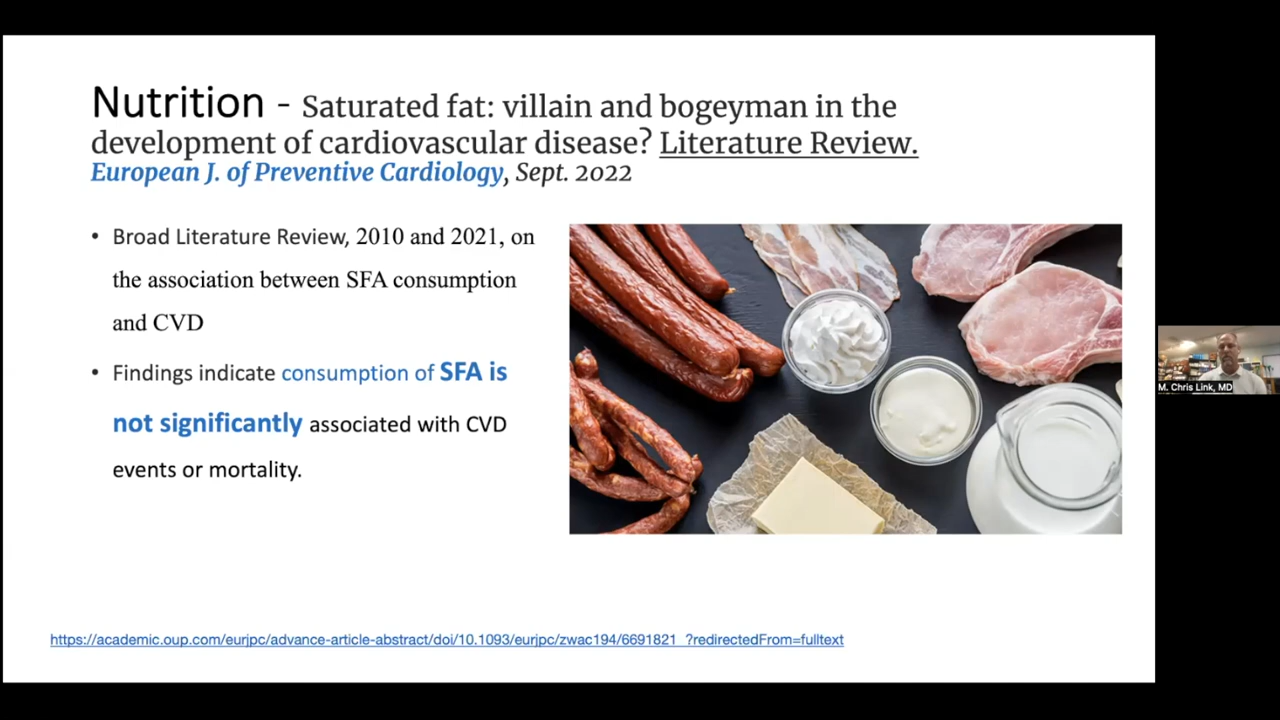 Nutrition - Saturated fat: villain and bogeyman in the
development of cardiovascular disease? Literature Review.
European J. of Preventive Cardiology, Sept. 2022
• Broad Literature Review, 2010 and 2021, on
the association between SFA consumption
and CVD
• Findings indicate consumption of SFA is
not significantly associated with CVD
events or mortality.
https://academic.oup.com/eurjpc/advance-article-abstract/doi/10.1093/eurjpc/zwac194/6691821_?redirectedFrom=fulltext
M. Chris Link, MD